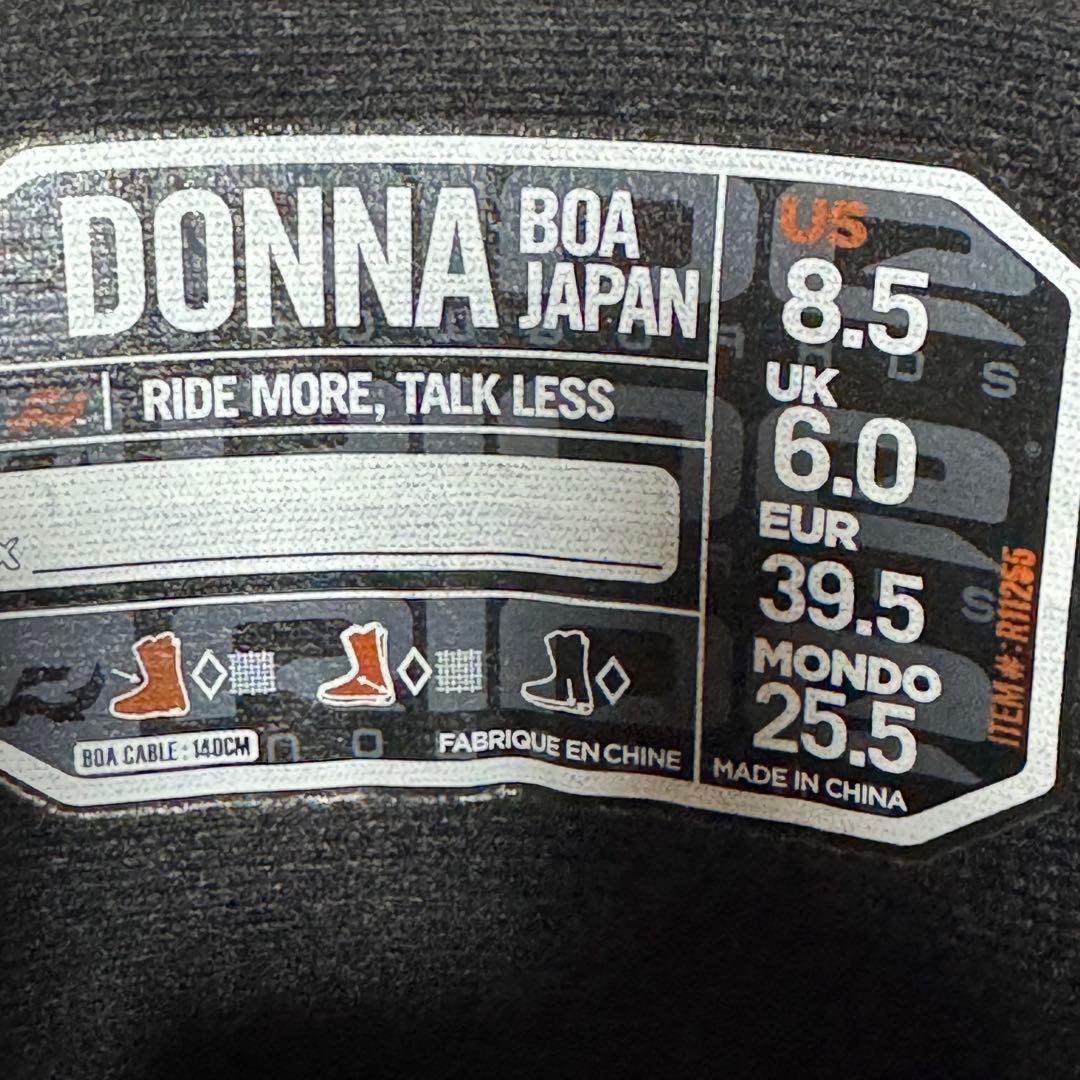 DONNA BOA
JAPAN
RIDE MORE, TALK LESS
X
BOA CABLE : 140CM
FABRIQUE EN CHINE
US
8.5
UK
6.0
EUR
39.5
MONDO
25.5
MADE IN CHINA
ITEM #: R11255